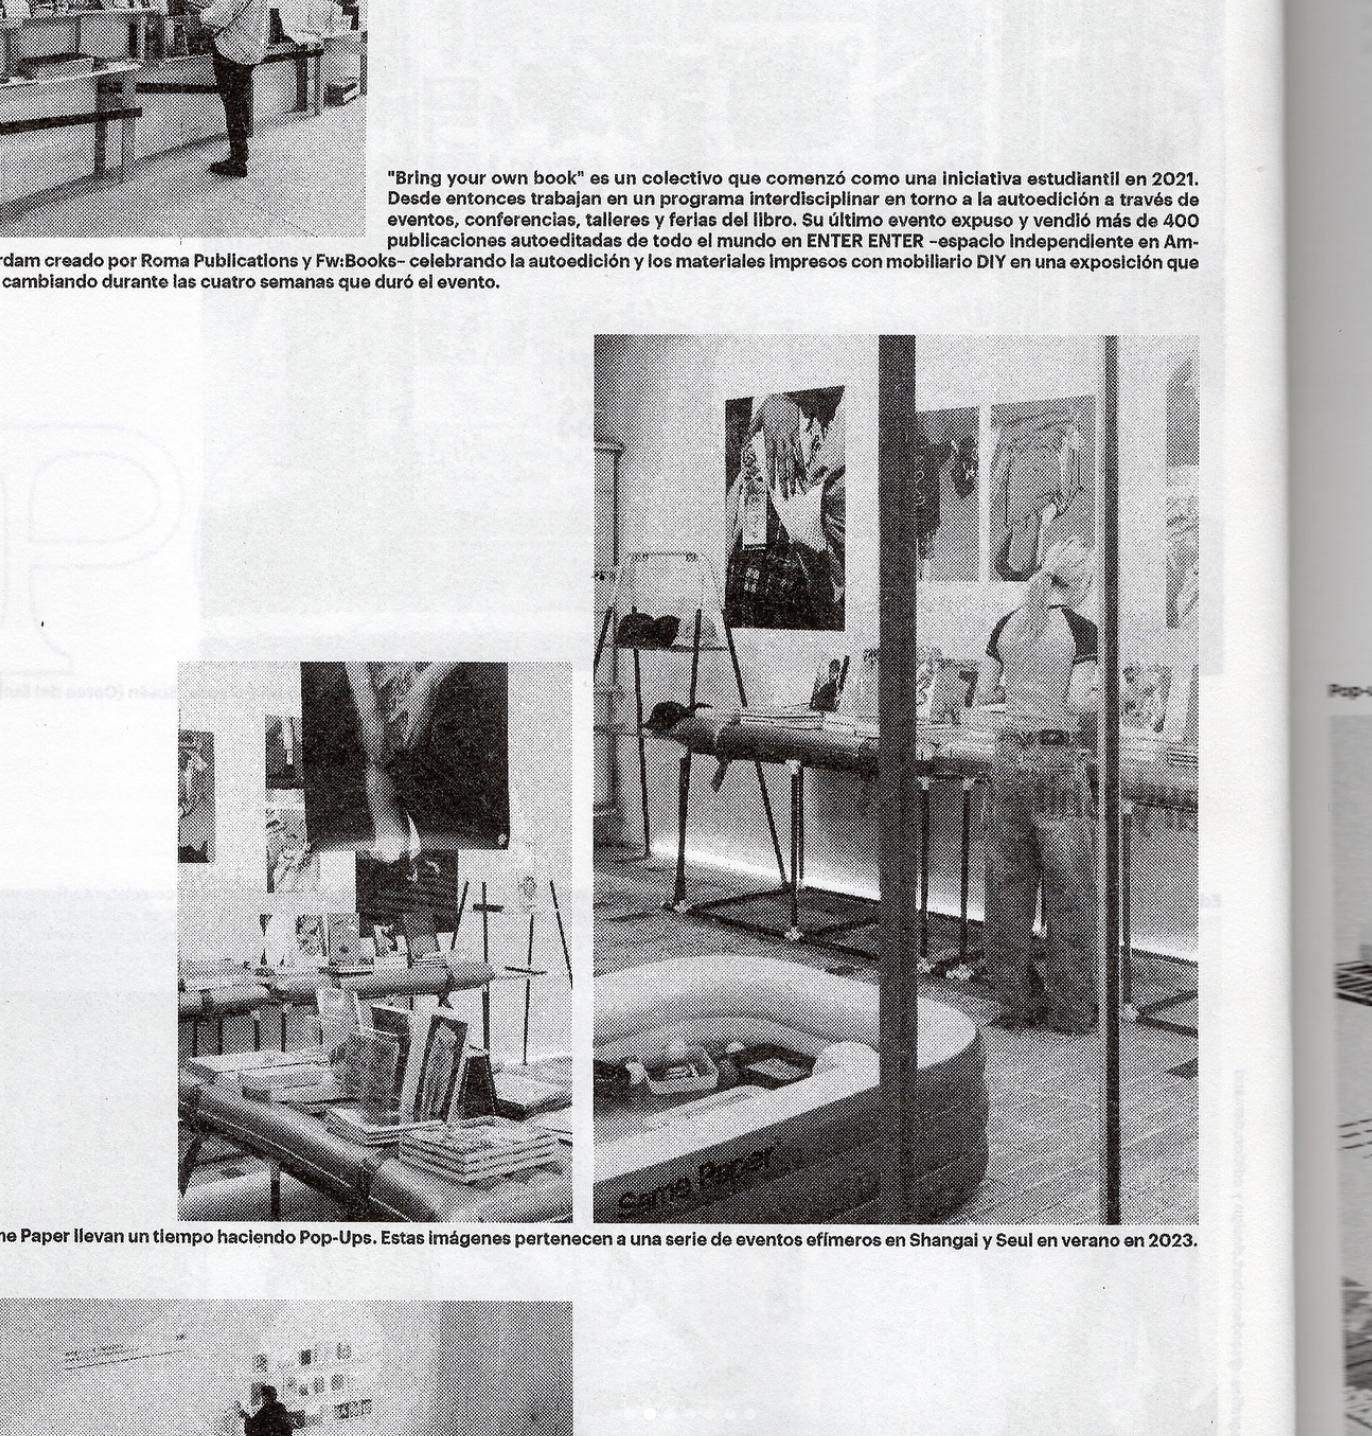 "Bring your own book" es un colectivo que comenzó como una iniciativa estudiantil en 2021.
Desde entonces trabajan en un programa interdisciplinar en torno a la autoedición a través de
eventos, conferencias, talleres y ferias del libro. Su último evento expuso y vendió más de 400
publicaciones autoeditadas de todo el mundo en ENTER ENTER –espacio independiente en Am-
rdam creado por Roma Publications y Fw:Books– celebrando la autoedición y los materiales impresos con mobiliario DIY en una exposición que
cambiando durante las cuatro semanas que duró el evento.
Pop-
Same Paper
ne Paper llevan un tiempo haciendo Pop-Ups. Estas imágenes pertenecen a una serie de eventos efímeros en Shangai y Seul en verano en 2023.